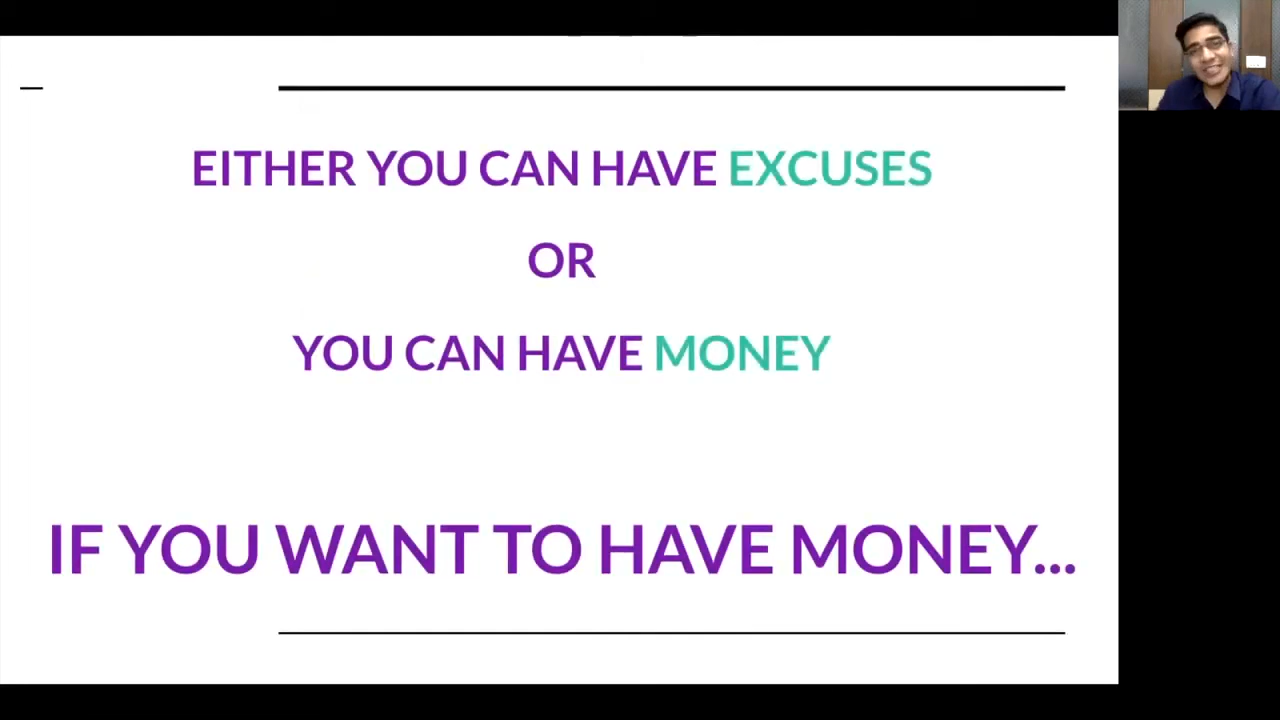 EITHER YOU CAN HAVE EXCUSES
OR
YOU CAN HAVE MONEY
IF YOU WANT TO HAVE MONEY...